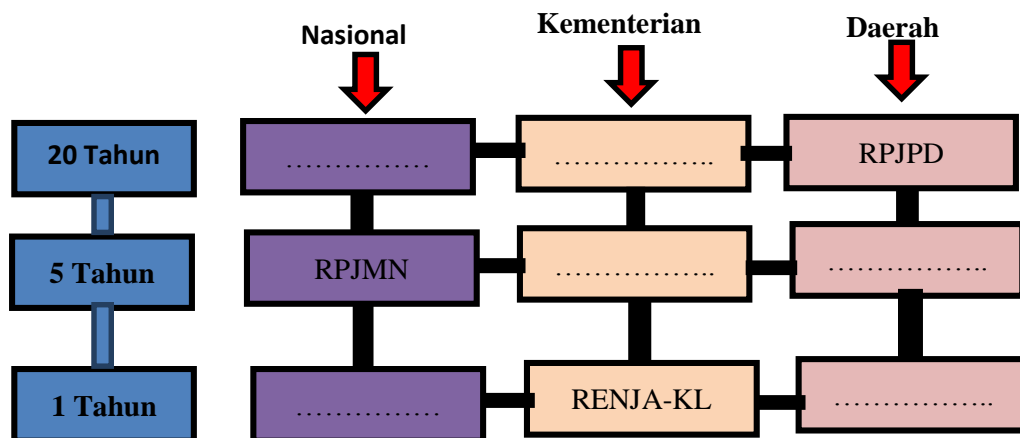 Nasional
Kementerian
Daerah
20 Tahun
……………
……………..
RPJPD
5 Tahun
RPJMN
……………..
……………..
1 Tahun
……………
RENJA-KL
……………..